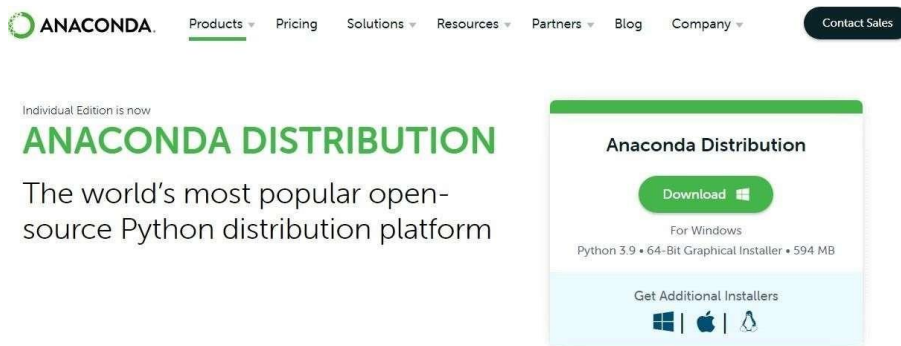 ANACONDA.
Products Pricing Solutions Resources Partners Blog Company Contact Sales
Individual Edition is now
ANACONDA DISTRIBUTION
The world's most popular open-
source Python distribution platform
Anaconda Distribution
Download
For Windows
Python 3.9 • 64-Bit Graphical Installer • 594 MB
Get Additional Installers